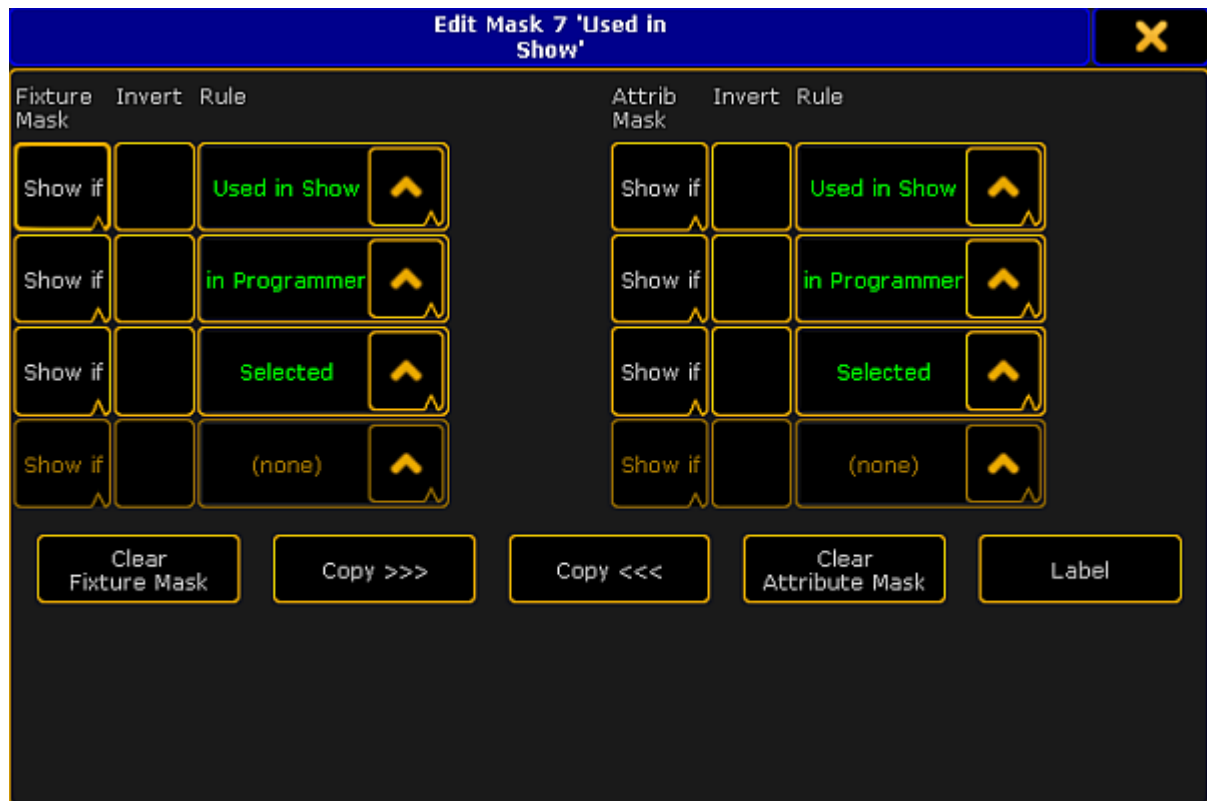 Edit Mask 7 'Used in
Show'
Fixture Mask Invert Rule Attrib Mask Invert Rule
Show if Used in Show Show if Used in Show
Show if in Programmer Show if in Programmer
Show if Selected Show if Selected
Show if (none) Show if (none)
Clear Fixture Mask Copy >>> Copy <<< Clear Attribute Mask Label